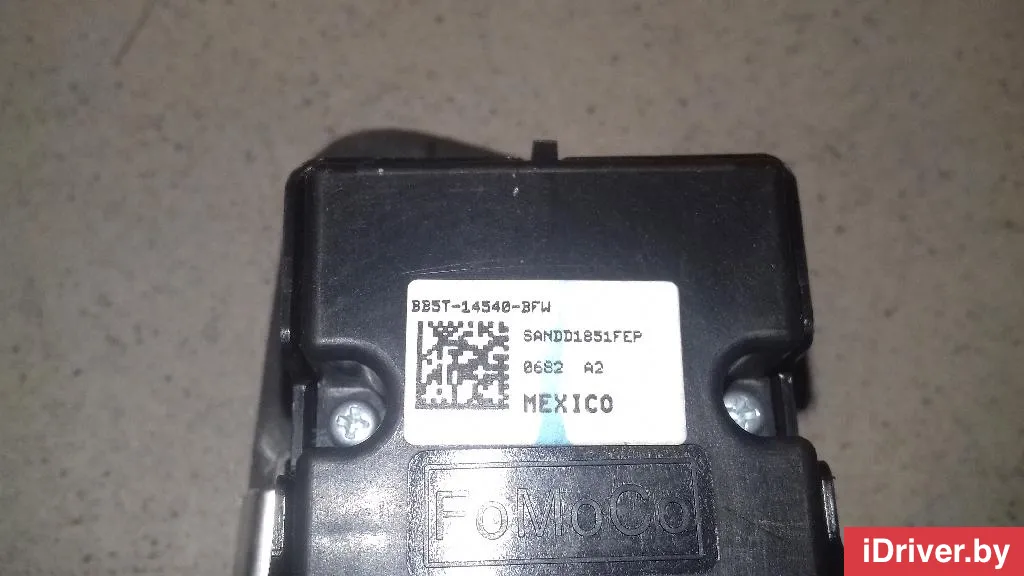 BB5T-14540-BFW
SANDD1851FEP
0682 A2
MEXICO
FoMoCo
iDriver.by